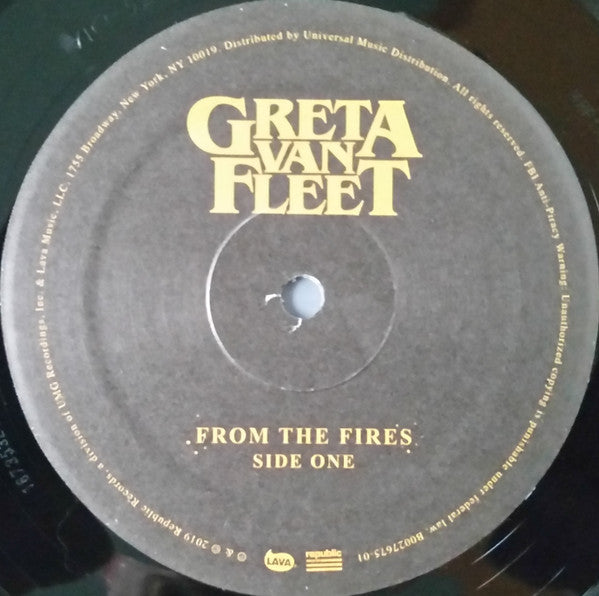 GRETA
VAN
FLEET
.FROM THE FIRES.
SIDE ONE
℗ & © 2019 Republic Records, a division of UMG Recordings, Inc. & Lava Music, LLC. 1755 Broadway, New York, NY 10019. Distributed by Universal Music Distribution. All rights reserved. FBI Anti-Piracy Warning: Unauthorized copying is punishable under federal law. B0027675-01
LAVA
republic